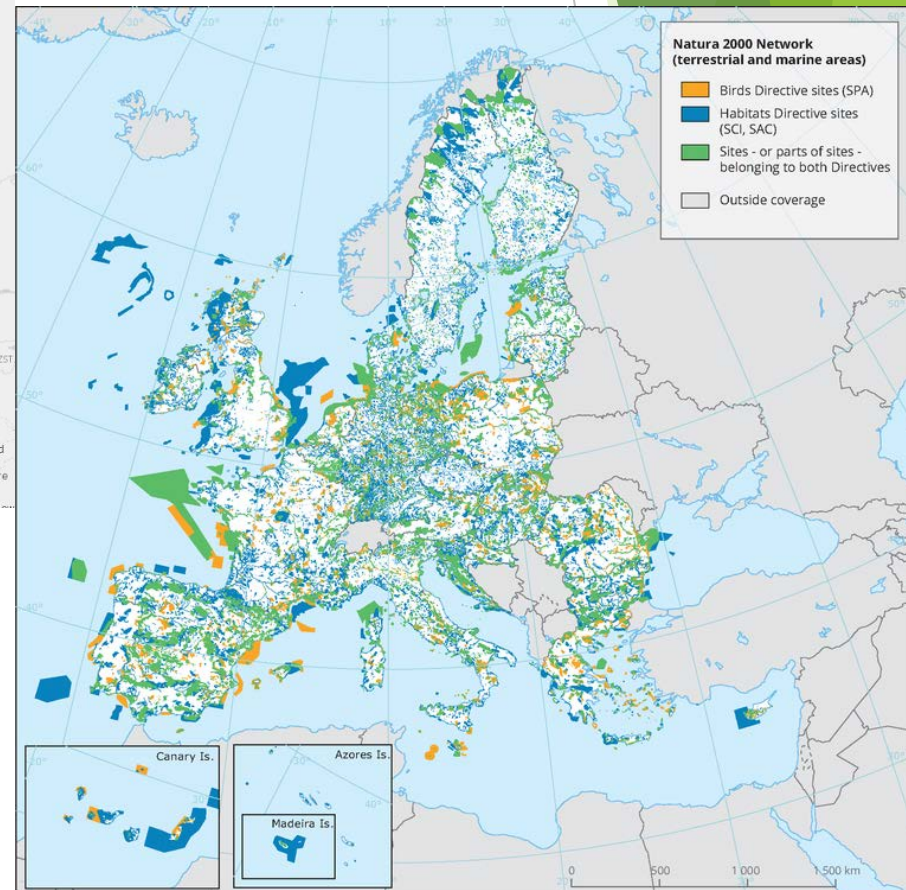 Natura 2000 Network
(terrestrial and marine areas)
Birds Directive sites (SPA)
Habitats Directive sites
(SCI, SAC)
Sites - or parts of sites -
belonging to both Directives
Outside coverage
Canary Is.
Azores Is.
Madeira Is.
0 500 1 000 1 500 km